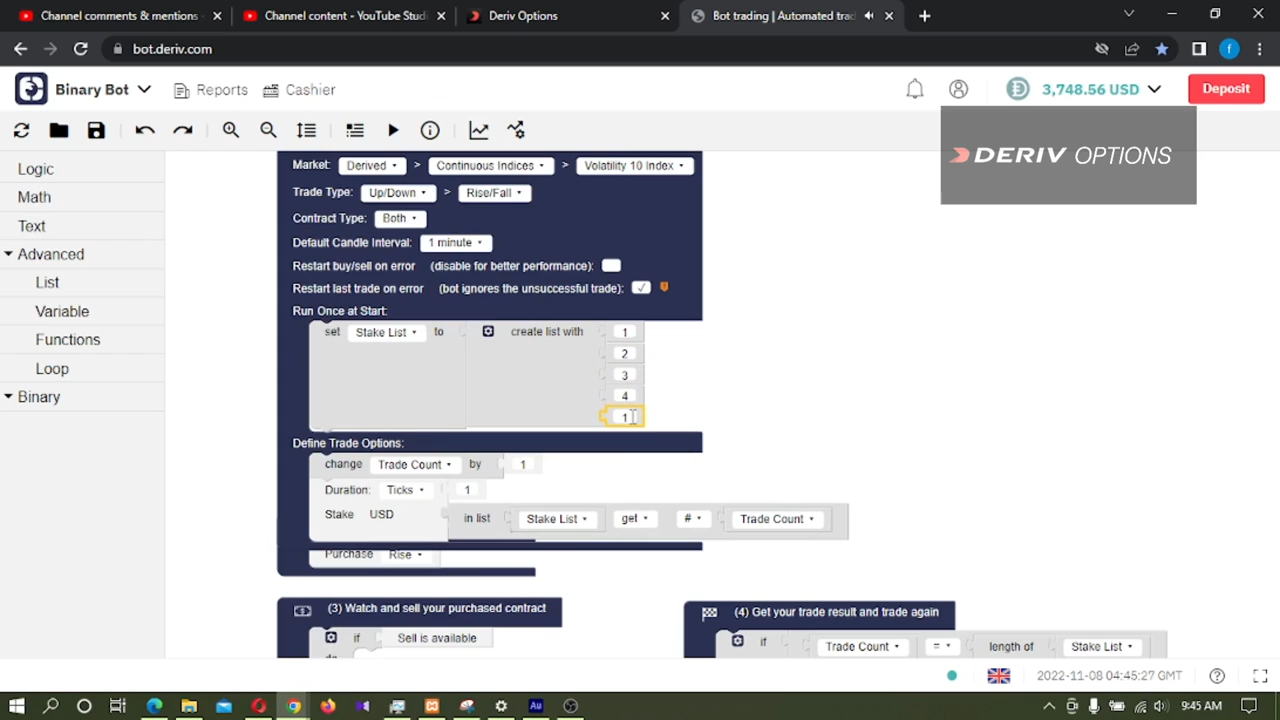 Channel comments & mentions -
Channel content - YouTube Studi
Deriv Options
Bot trading | Automated trad
bot.deriv.com
f
Binary Bot
Reports
Cashier
3,748.56 USD
Deposit
DERIV OPTIONS
Logic
Math
Text
Advanced
List
Variable
Functions
Loop
Binary
Market: Derived > Continuous Indices > Volatility 10 Index
Trade Type: Up/Down > Rise/Fall
Contract Type: Both
Default Candle Interval: 1 minute
Restart buy/sell on error (disable for better performance):
Restart last trade on error (bot ignores the unsuccessful trade):
Run Once at Start:
set Stake List to create list with 1
2
3
4
1
Define Trade Options:
change Trade Count by 1
Duration: Ticks 1
Stake USD in list Stake List get # Trade Count
Purchase Rise
(3) Watch and sell your purchased contract
if Sell is available
(4) Get your trade result and trade again
if Trade Count = length of Stake List
2022-11-08 04:45:27 GMT
Au
9:45 AM